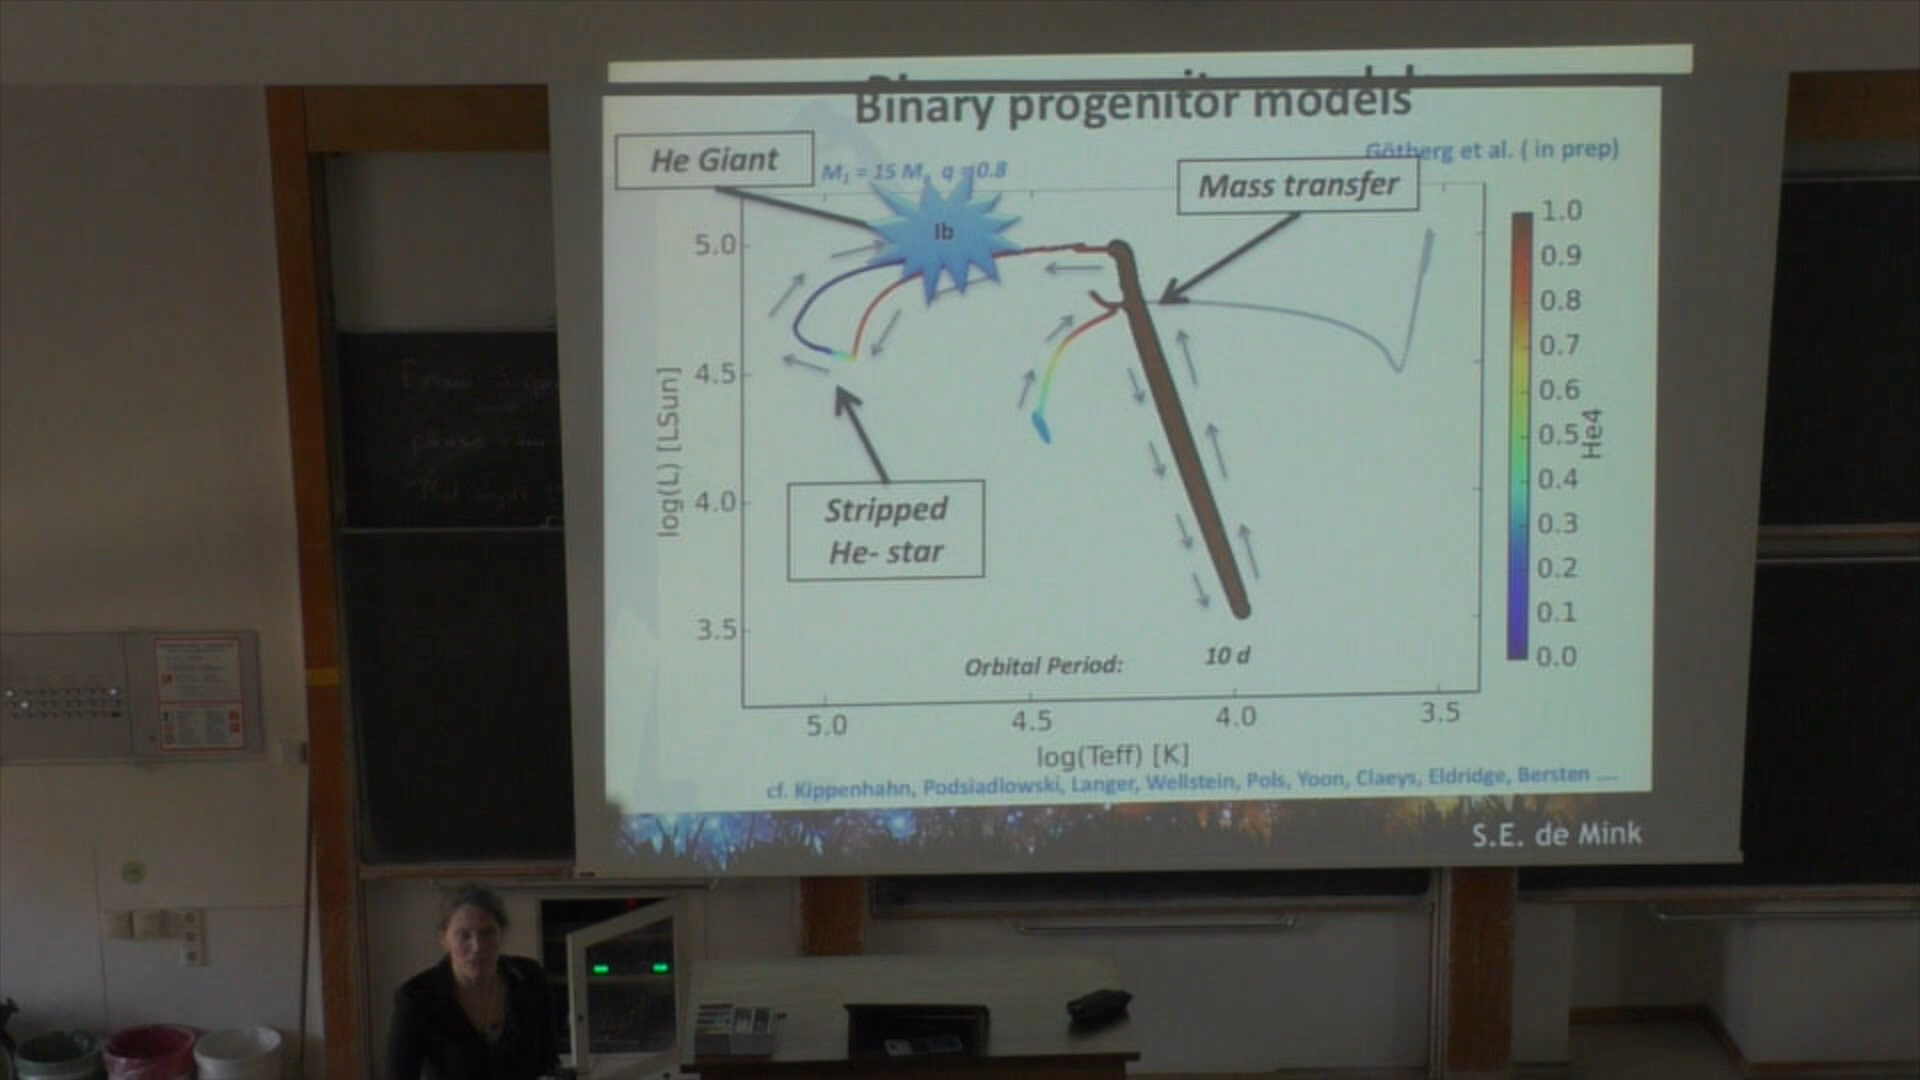 Binary progenitor models
He Giant
M₁ = 15 M, q = 0.8
Götberg et al. ( in prep)
Mass transfer
Ib
5.0
4.5
4.0
3.5
log(L) [LSun]
Stripped
He- star
Orbital Period:
10 d
5.0
4.5
4.0
3.5
log(Teff) [K]
1.0
0.9
0.8
0.7
0.6
0.5
0.4
0.3
0.2
0.1
0.0
He4
cf. Kippenhahn, Podsiadlowski, Langer, Wellstein, Pols, Yoon, Claeys, Eldridge, Bersten ....
S.E. de Mink